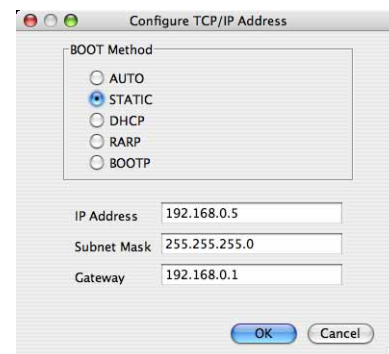 Configure TCP/IP Address
BOOT Method
AUTO
STATIC
DHCP
RARP
BOOTP
IP Address 192.168.0.5
Subnet Mask 255.255.255.0
Gateway 192.168.0.1
OK Cancel